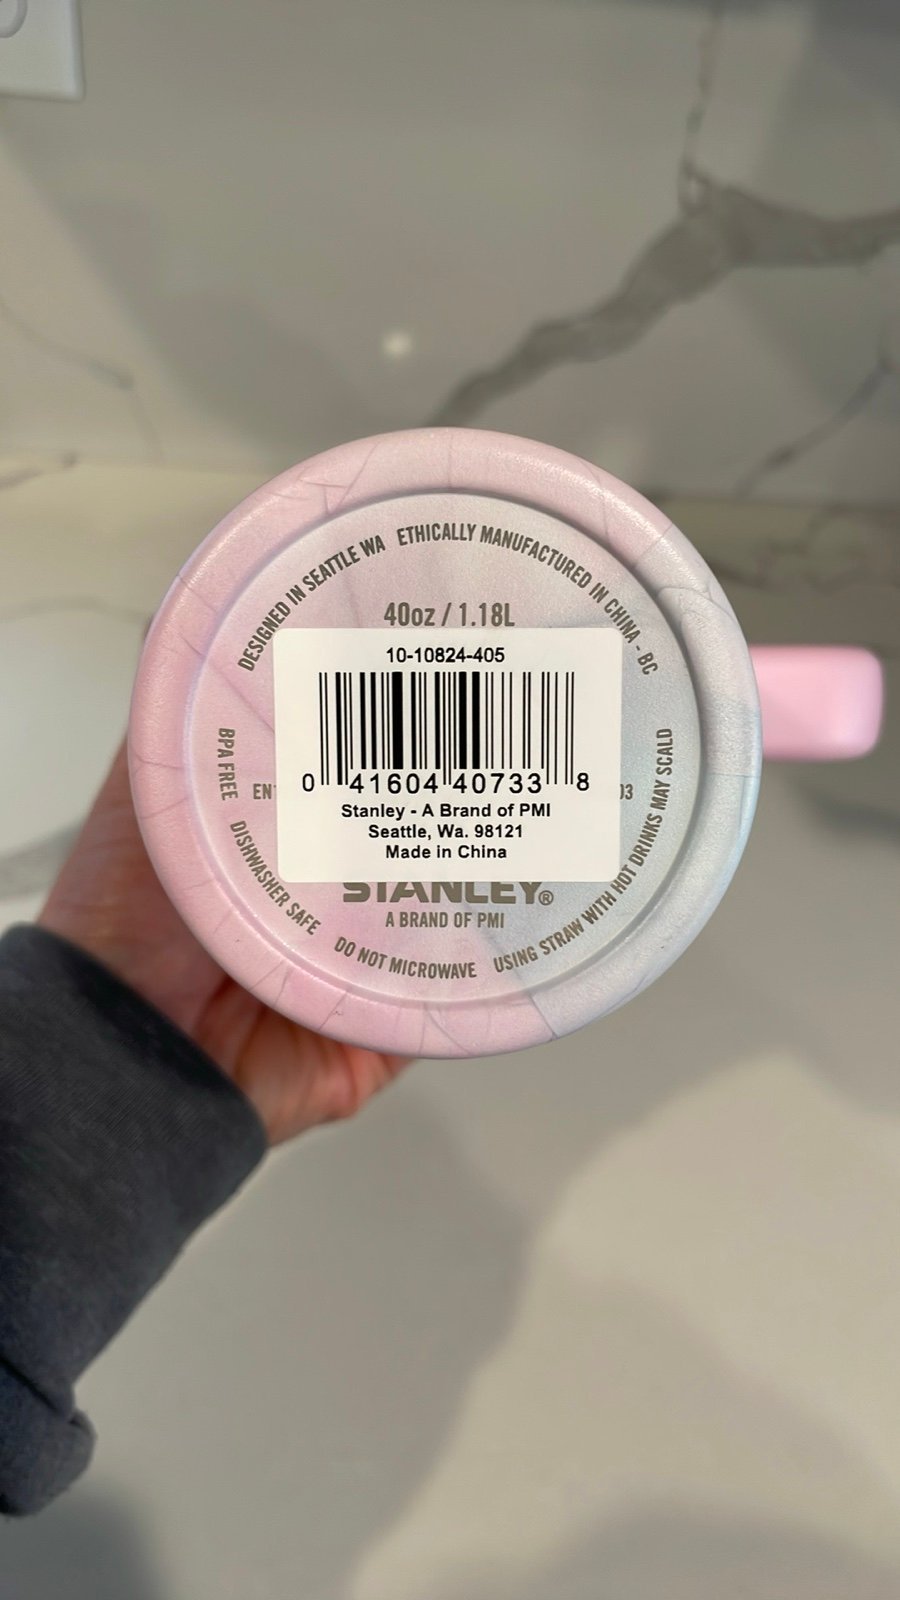 DESIGNED IN SEATTLE WA
ETHICALLY MANUFACTURED IN CHINA - BC
40oz / 1.18L
10-10824-405
0 41604 40733 8
Stanley - A Brand of PMI
Seattle, Wa. 98121
Made in China
STANLEY®
A BRAND OF PMI
BPA FREE
DISHWASHER SAFE
DO NOT MICROWAVE
USING STRAW WITH HOT DRINKS MAY SCALD